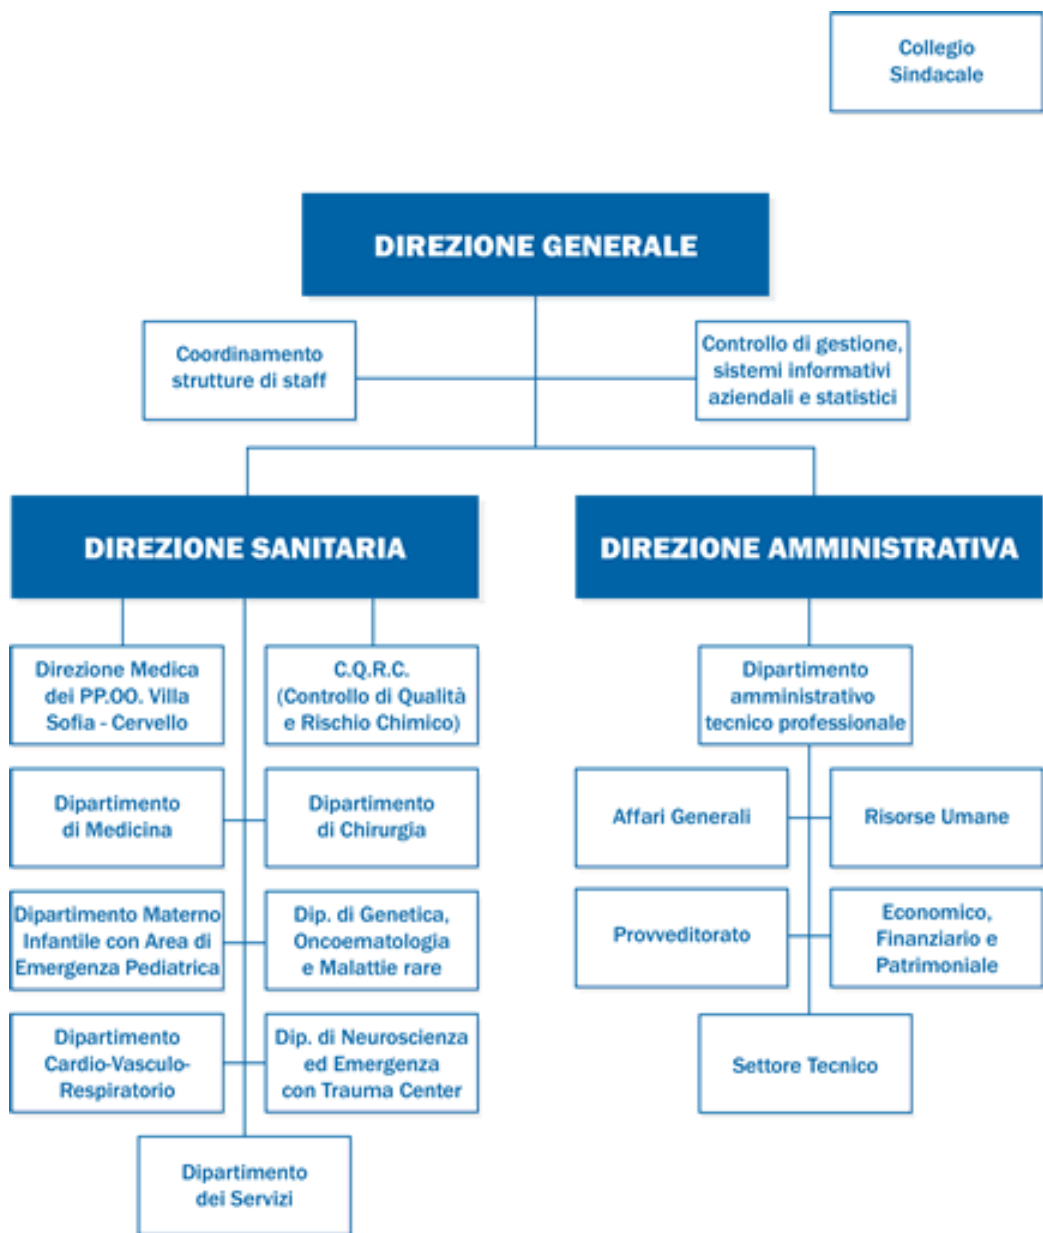 Collegio
Sindacale
DIREZIONE GENERALE
Coordinamento
strutture di staff
Controllo di gestione,
sistemi informativi
aziendali e statistici
DIREZIONE SANITARIA
DIREZIONE AMMINISTRATIVA
Direzione Medica
dei PP.OO. Villa
Sofia - Cervello
C.Q.R.C.
(Controllo di Qualità
e Rischio Chimico)
Dipartimento
amministrativo
tecnico professionale
Dipartimento
di Medicina
Dipartimento
di Chirurgia
Affari Generali
Risorse Umane
Dipartimento Materno
Infantile con Area di
Emergenza Pediatrica
Dip. di Genetica,
Oncoematologia
e Malattie rare
Provveditorato
Economico,
Finanziario e
Patrimoniale
Dipartimento
Cardio-Vasculo-
Respiratorio
Dip. di Neuroscienza
ed Emergenza
con Trauma Center
Settore Tecnico
Dipartimento
dei Servizi